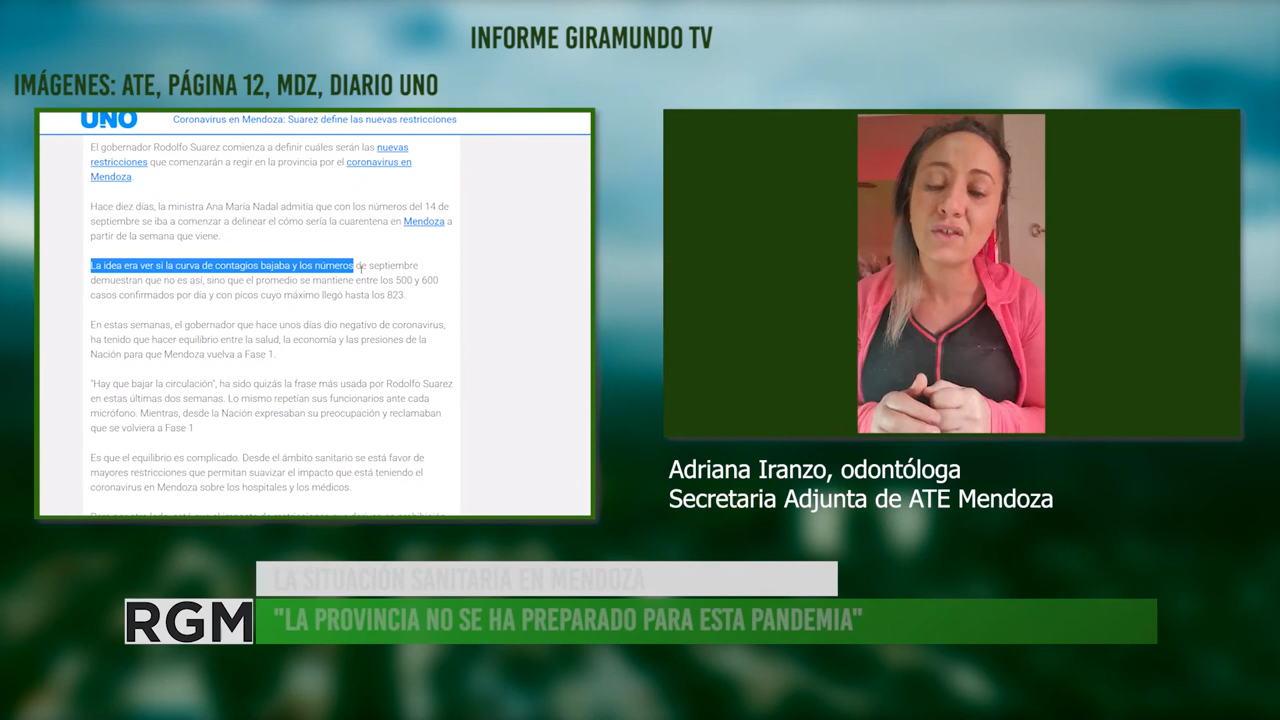 INFORME GIRAMUNDO TV
IMÁGENES: ATE, PÁGINA 12, MDZ, DIARIO UNO
UNO
Coronavirus en Mendoza: Suarez define las nuevas restricciones
El gobernador Rodolfo Suarez comienza a definir cuáles serán las nuevas
restricciones que comenzarán a regir en la provincia por el coronavirus en
Mendoza.
Hace diez días, la ministra Ana María Nadal admitía que con los números del 14 de
septiembre se iba a comenzar a delinear el cómo sería la cuarentena en Mendoza a
partir de la semana que viene.
La idea era ver si la curva de contagios bajaba y los números de septiembre
demuestran que no es así, sino que el promedio se mantiene entre los 500 y 600
casos confirmados por día y con picos cuyo máximo llegó hasta los 823.
En estas semanas, el gobernador que hace unos días dio negativo de coronavirus,
ha tenido que hacer equilibrio entre la salud, la economía y las presiones de la
Nación para que Mendoza vuelva a Fase 1.
"Hay que bajar la circulación", ha sido quizás la frase más usada por Rodolfo Suarez
en estas últimas dos semanas. Lo mismo repetían sus funcionarios ante cada
micrófono. Mientras, desde la Nación expresaban su preocupación y reclamaban
que se volviera a Fase 1
Es que el equilibrio es complicado. Desde el ámbito sanitario se está favor de
mayores restricciones que permitan suavizar el impacto que está teniendo el
coronavirus en Mendoza sobre los hospitales y los médicos.
Adriana Iranzo, odontóloga
Secretaria Adjunta de ATE Mendoza
LA SITUACIÓN SANITARIA EN MENDOZA
RGM
"LA PROVINCIA NO SE HA PREPARADO PARA ESTA PANDEMIA"